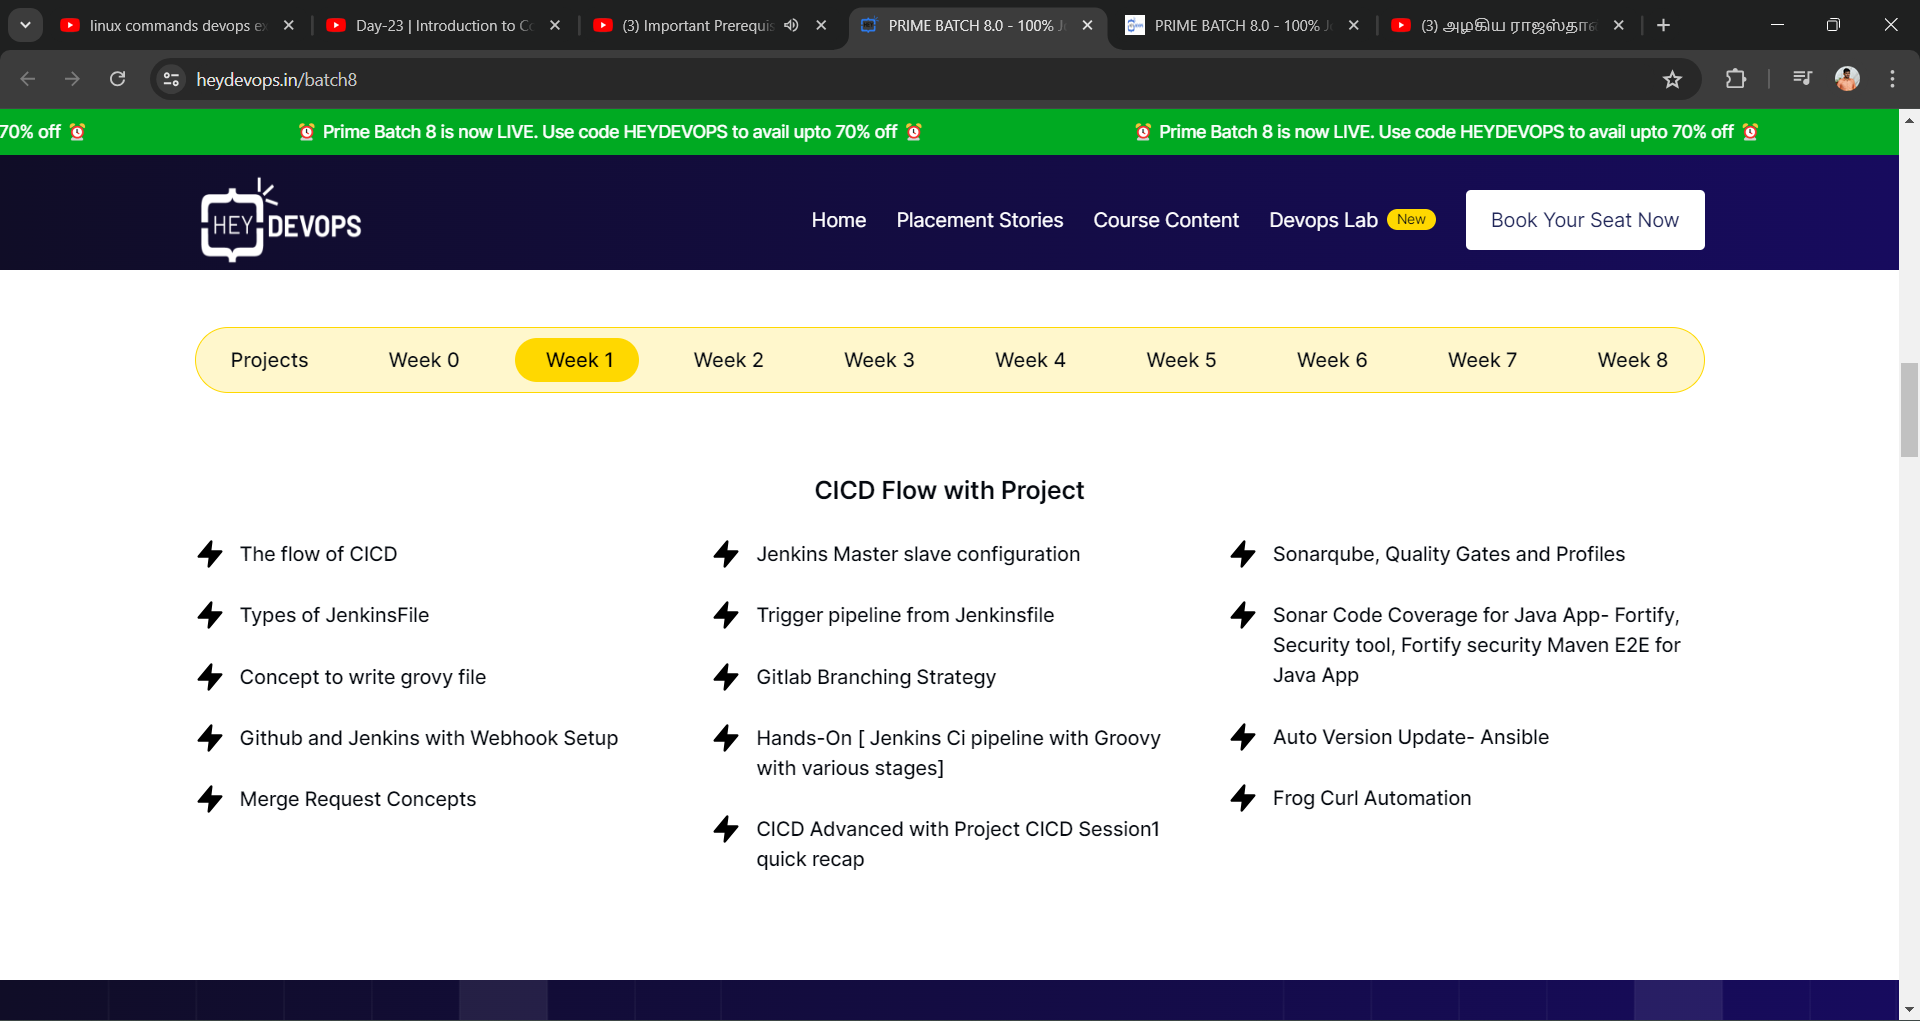 linux commands devops ex
Day-23 | Introduction to Co
(3) Important Prerequis
PRIME BATCH 8.0 - 100% J
PRIME BATCH 8.0 - 100% J
(3) அழகிய ராஜஸ்தான்
heydevops.in/batch8
70% off
Prime Batch 8 is now LIVE. Use code HEYDEVOPS to avail upto 70% off
Prime Batch 8 is now LIVE. Use code HEYDEVOPS to avail upto 70% off
HEY DEVOPS
Home
Placement Stories
Course Content
Devops Lab New
Book Your Seat Now
Projects
Week 0
Week 1
Week 2
Week 3
Week 4
Week 5
Week 6
Week 7
Week 8
CICD Flow with Project
The flow of CICD
Types of JenkinsFile
Concept to write grovy file
Github and Jenkins with Webhook Setup
Merge Request Concepts
Jenkins Master slave configuration
Trigger pipeline from Jenkinsfile
Gitlab Branching Strategy
Hands-On [ Jenkins Ci pipeline with Groovy
with various stages]
CICD Advanced with Project CICD Session1
quick recap
Sonarqube, Quality Gates and Profiles
Sonar Code Coverage for Java App- Fortify,
Security tool, Fortify security Maven E2E for
Java App
Auto Version Update- Ansible
Frog Curl Automation